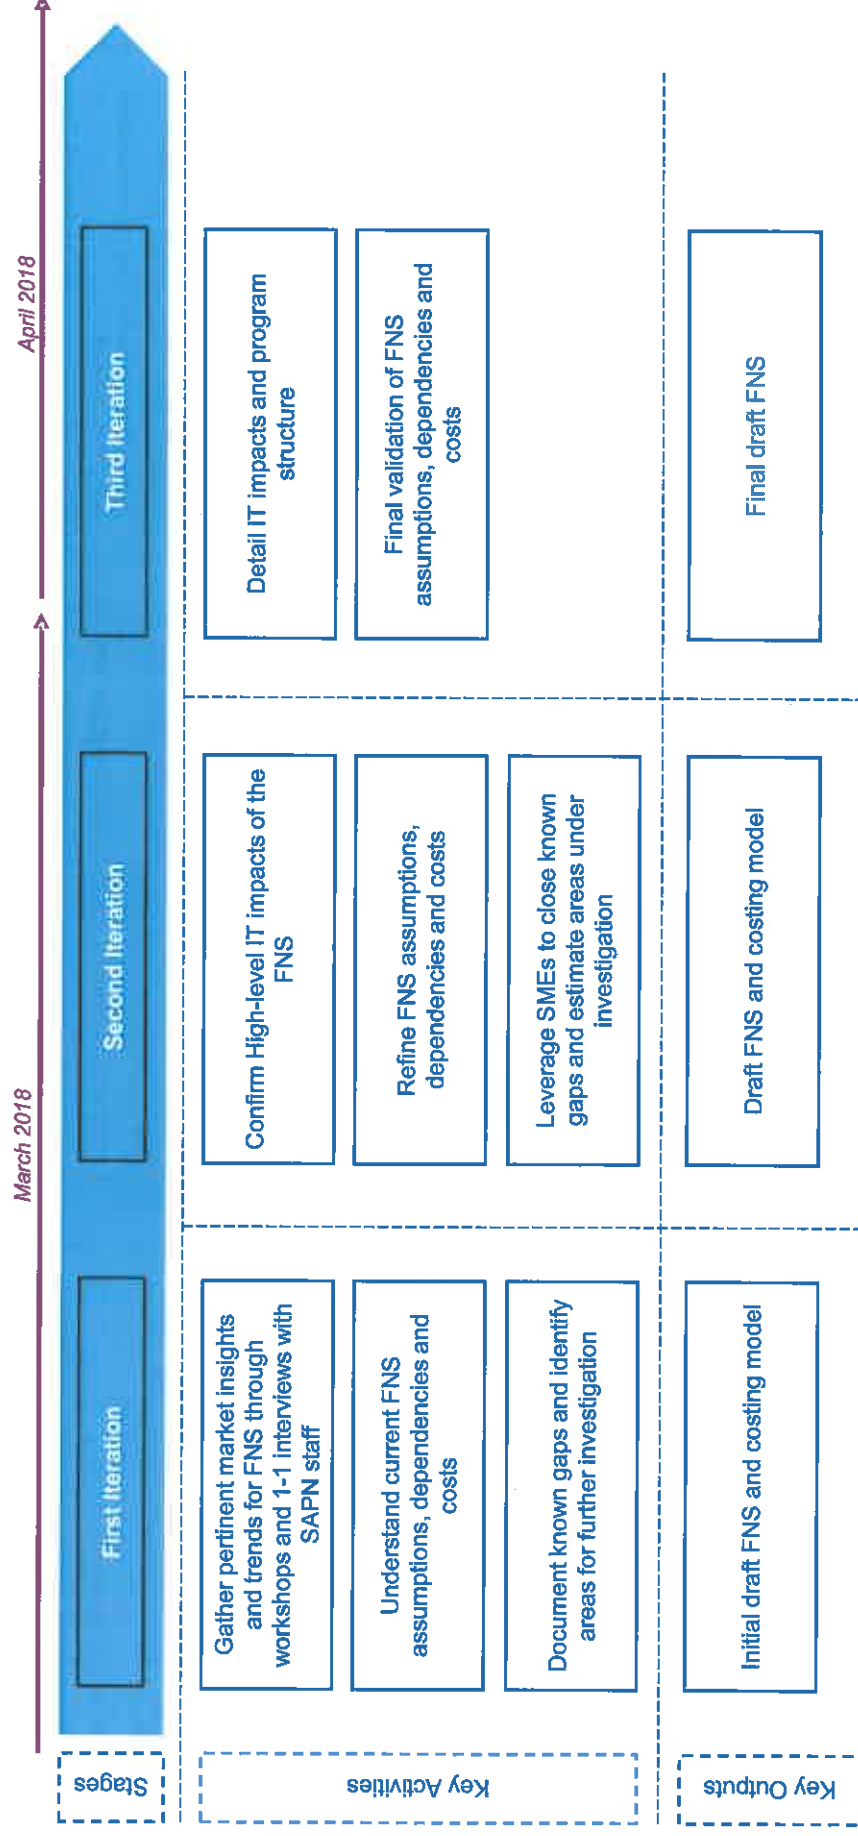 March 2018
April 2018
Stages
First Iteration
Second Iteration
Third Iteration
Key Activities
Gather pertinent market insights
and trends for FNS through
workshops and 1-1 interviews with
SAPN staff
Understand current FNS
assumptions, dependencies and
costs
Document known gaps and identify
areas for further investigation
Confirm High-level IT impacts of the
FNS
Refine FNS assumptions,
dependencies and costs
Leverage SMEs to close known
gaps and estimate areas under
investigation
Detail IT impacts and program
structure
Final validation of FNS
assumptions, dependencies and
costs
Key Outputs
Initial draft FNS and costing model
Draft FNS and costing model
Final draft FNS